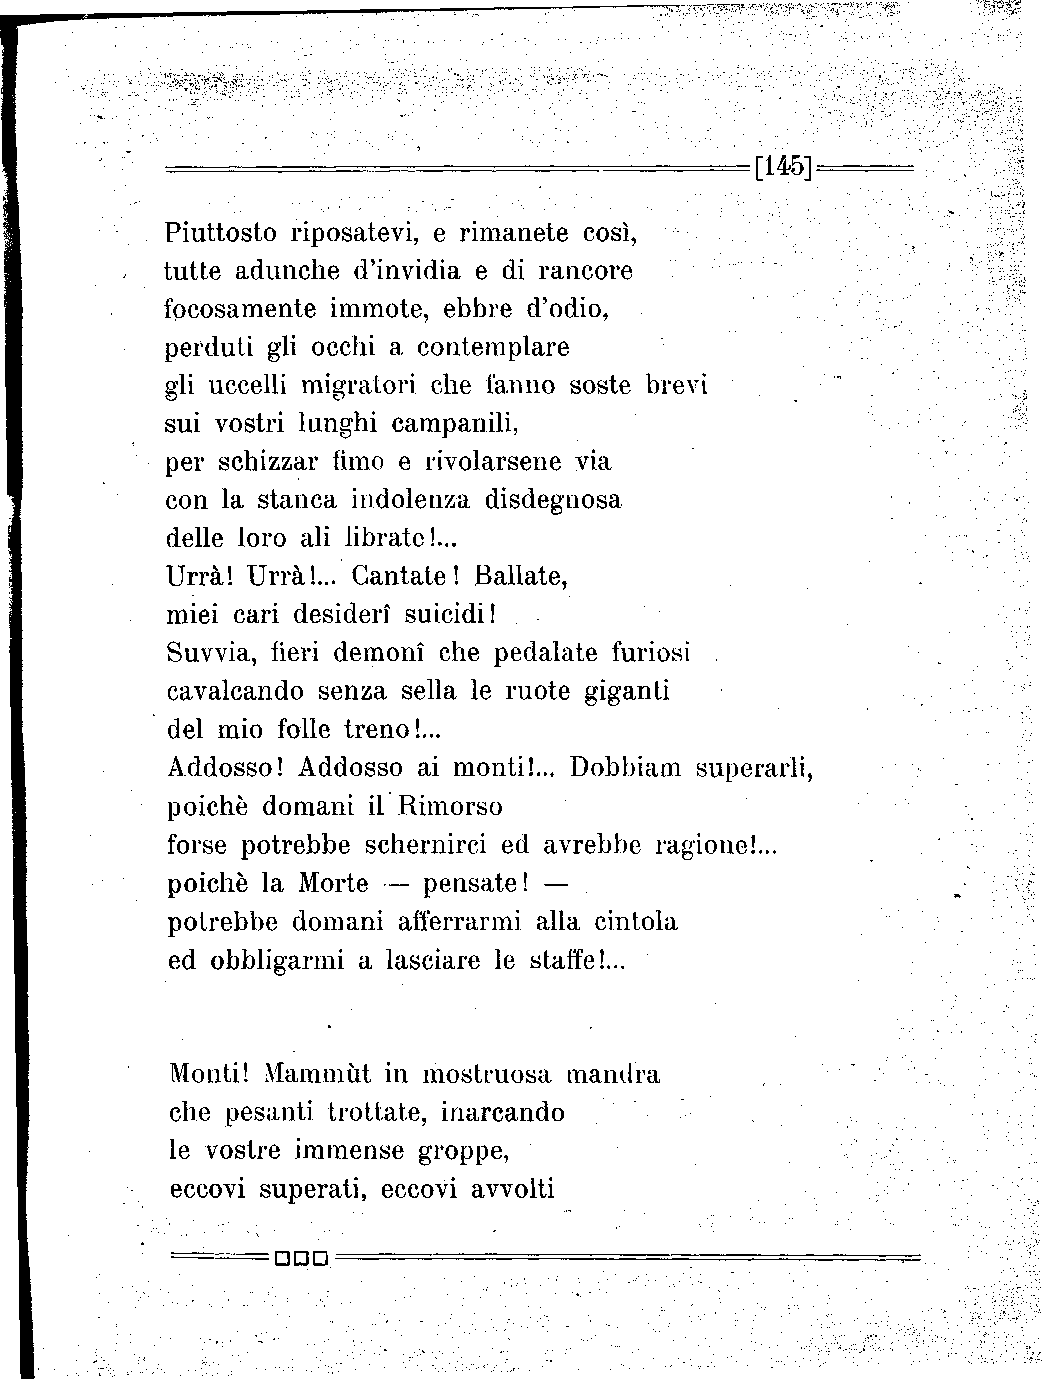 [145]
Piuttosto riposatevi, e rimanete così,
tutte adunche d'invidia e di rancore
focosamente immote, ebbre d'odio,
perduti gli occhi a contemplare
gli uccelli migratori che fanno soste brevi
sui vostri lunghi campanili,
per schizzar fimo e rivolarsene via
con la stanca indolenza disdegnosa
delle loro ali librate!...
Urrà! Urrà!... Cantate! Ballate,
miei cari desiderî suicidi!
Suvvia, fieri demonî che pedalate furiosi
cavalcando senza sella le ruote giganti
del mio folle treno!...
Addosso! Addosso ai monti!... Dobbiam superarli,
poichè domani il Rimorso
forse potrebbe schernirci ed avrebbe ragione!...
poichè la Morte — pensate! —
potrebbe domani afferrarmi alla cintola
ed obbligarmi a lasciare le staffe!...
Monti! Mammùt in mostruosa mandra
che pesanti trottate, inarcando
le vostre immense groppe,
eccovi superati, eccovi avvolti